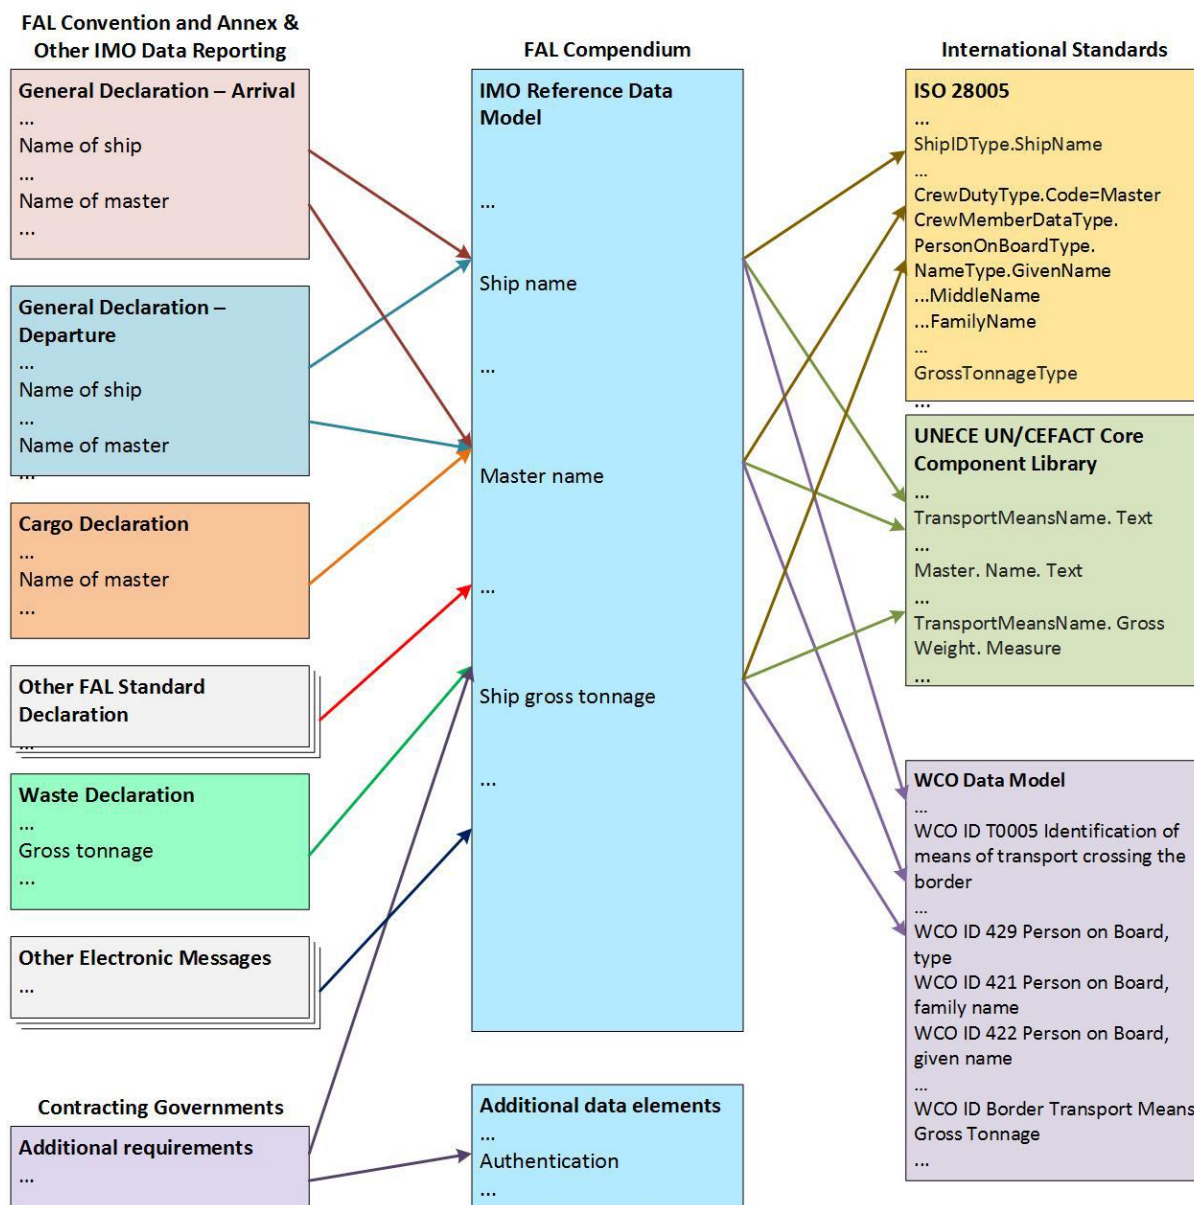 FAL Convention and Annex &
Other IMO Data Reporting
General Declaration – Arrival
...
Name of ship
...
Name of master
...
General Declaration –
Departure
...
Name of ship
...
Name of master
...
Cargo Declaration
...
Name of master
...
Other FAL Standard
Declaration
...
Waste Declaration
...
Gross tonnage
...
Other Electronic Messages
...
Contracting Governments
Additional requirements
...
FAL Compendium
IMO Reference Data
Model
...
Ship name
...
Master name
...
Ship gross tonnage
...
Additional data elements
...
Authentication
...
International Standards
ISO 28005
...
ShipIDType.ShipName
...
CrewDutyType.Code=Master
CrewMemberDataType.
PersonOnBoardType.
NameType.GivenName
...MiddleName
...FamilyName
...
GrossTonnageType
...
UNECE UN/CEFACT Core
Component Library
...
TransportMeansName. Text
...
Master. Name. Text
...
TransportMeansName. Gross
Weight. Measure
...
WCO Data Model
...
WCO ID T0005 Identification of
means of transport crossing the
border
...
WCO ID 429 Person on Board,
type
WCO ID 421 Person on Board,
family name
WCO ID 422 Person on Board,
given name
...
WCO ID Border Transport Means
Gross Tonnage
...